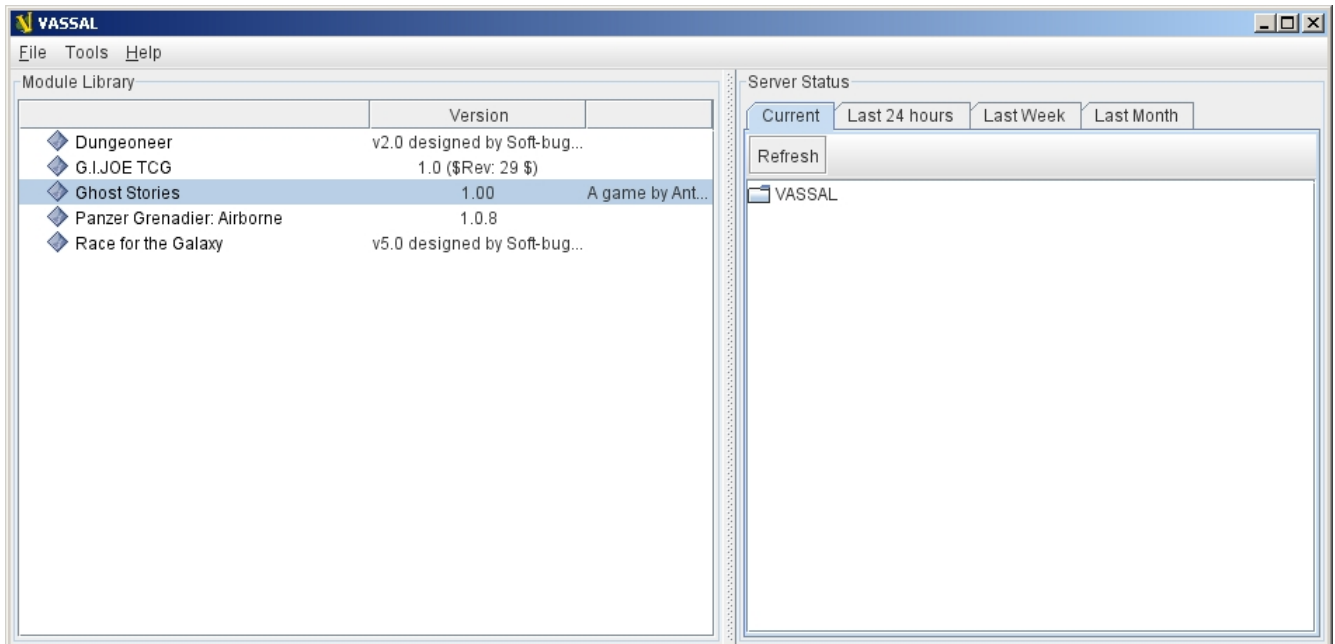 VASSAL
File Tools Help
Module Library
Version
Dungeoneer v2.0 designed by Soft-bug...
G.I.JOE TCG 1.0 ($Rev: 29 $)
Ghost Stories 1.00 A game by Ant...
Panzer Grenadier: Airborne 1.0.8
Race for the Galaxy v5.0 designed by Soft-bug...
Server Status
Current Last 24 hours Last Week Last Month
Refresh
VASSAL